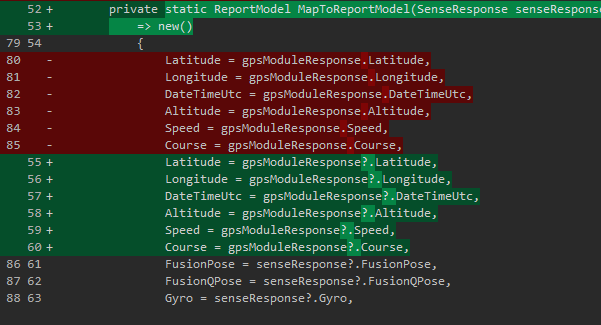 52 + private static ReportModel MapToReportModel(SenseResponse senseResponse
53 + => new()
79 54 {
80 - Latitude = gpsModuleResponse.Latitude,
81 - Longitude = gpsModuleResponse.Longitude,
82 - DateTimeUtc = gpsModuleResponse.DateTimeUtc,
83 - Altitude = gpsModuleResponse.Altitude,
84 - Speed = gpsModuleResponse.Speed,
85 - Course = gpsModuleResponse.Course,
55 + Latitude = gpsModuleResponse?.Latitude,
56 + Longitude = gpsModuleResponse?.Longitude,
57 + DateTimeUtc = gpsModuleResponse?.DateTimeUtc,
58 + Altitude = gpsModuleResponse?.Altitude,
59 + Speed = gpsModuleResponse?.Speed,
60 + Course = gpsModuleResponse?.Course,
86 61 FusionPose = senseResponse?.FusionPose,
87 62 FusionQPose = senseResponse?.FusionQPose,
88 63 Gyro = senseResponse?.Gyro,